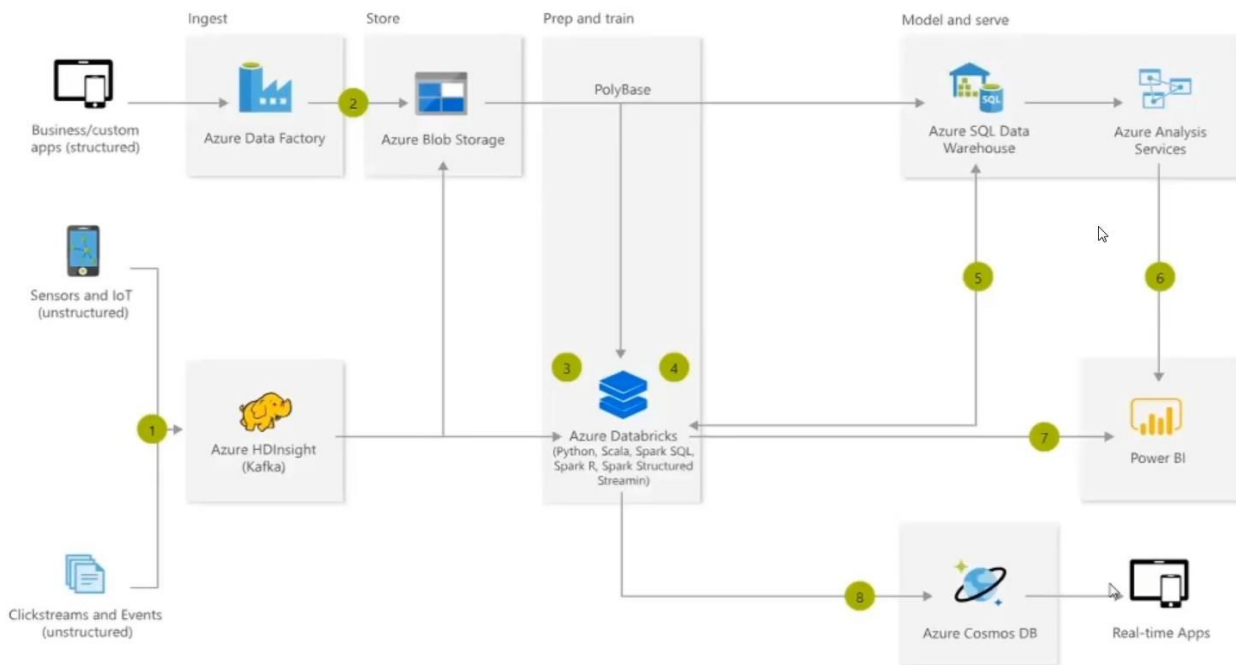 Ingest
Store
Prep and train
Model and serve
Business/custom
apps (structured)
Azure Data Factory
2
Azure Blob Storage
PolyBase
SQL
Azure SQL Data
Warehouse
Azure Analysis
Services
Sensors and IoT
(unstructured)
5
6
3
4
1
Azure HDInsight
(Kafka)
Azure Databricks
(Python, Scala, Spark SQL,
Spark R, Spark Structured
Streamin)
7
Power BI
Clickstreams and Events
(unstructured)
8
Azure Cosmos DB
Real-time Apps